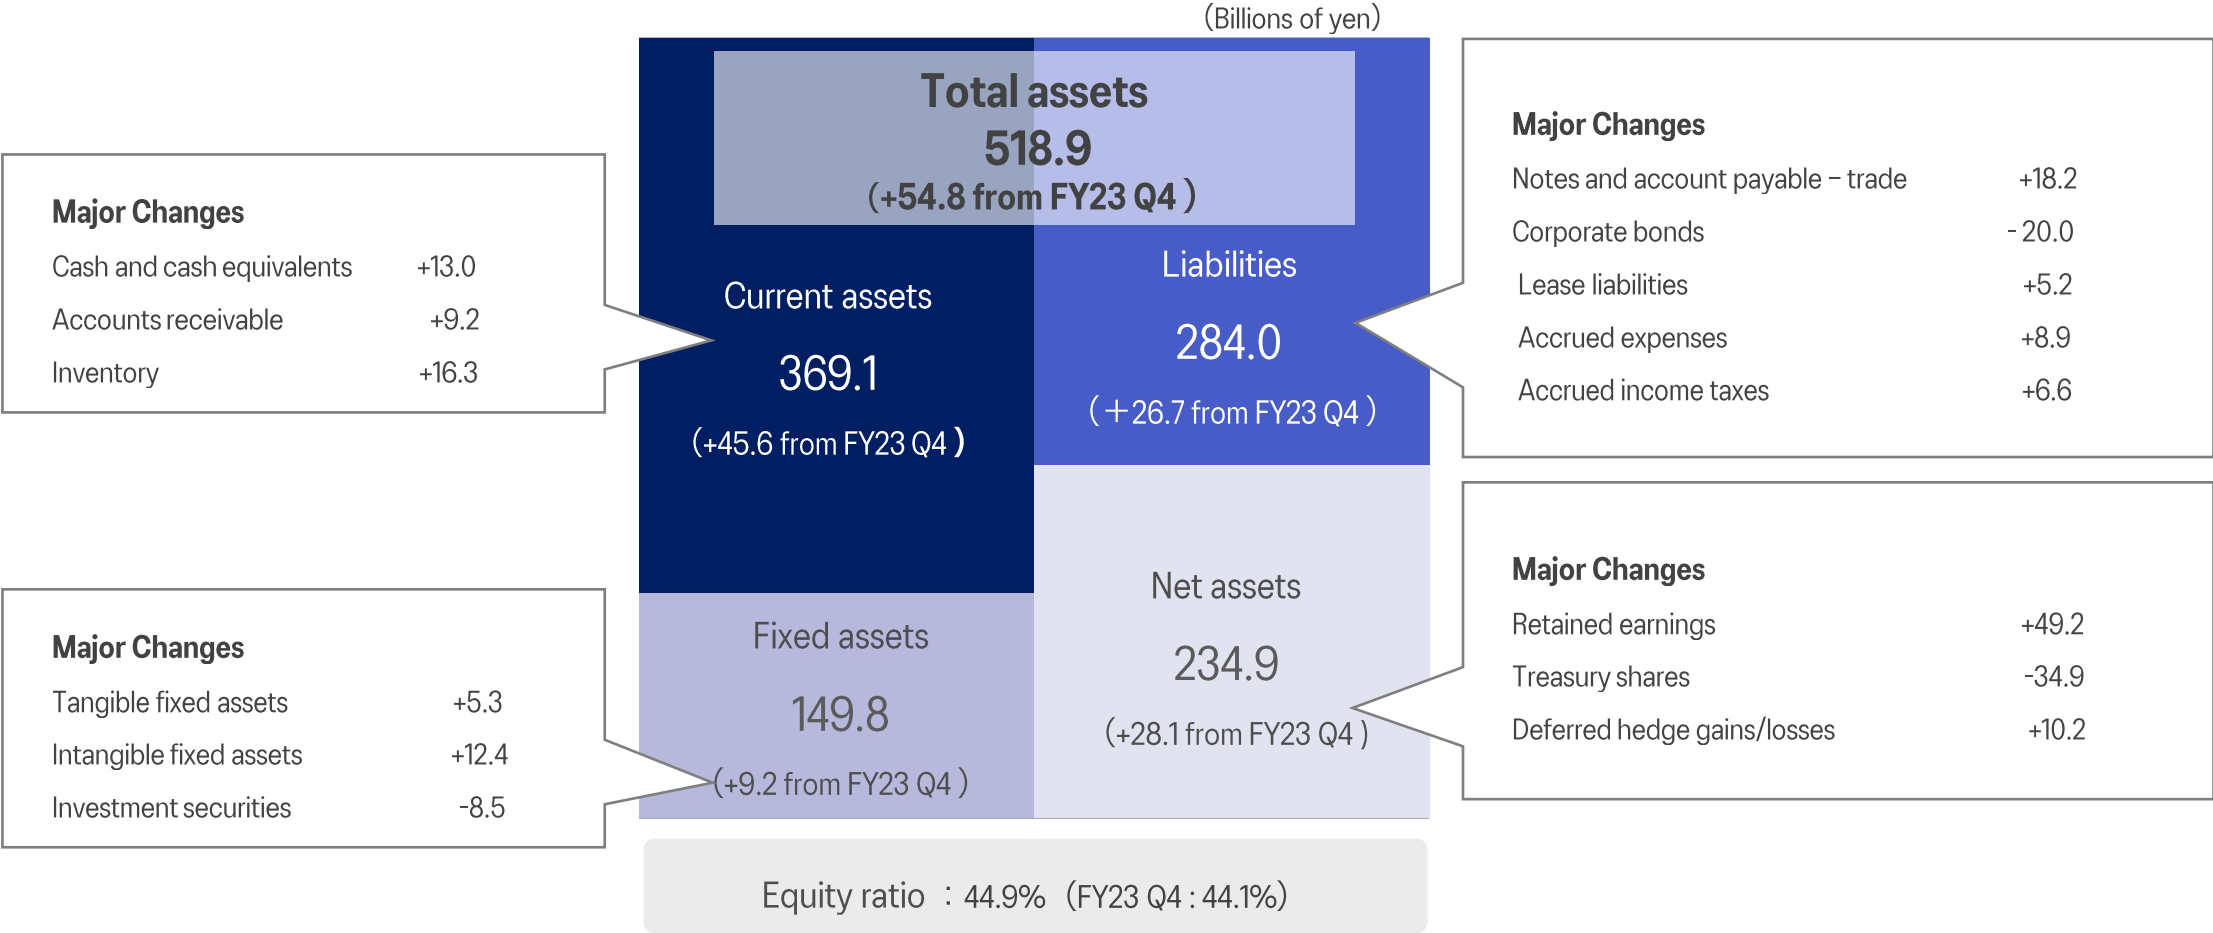 (Billions of yen)
Total assets
518.9
(+54.8 from FY23 Q4 )
Major Changes
Cash and cash equivalents +13.0
Accounts receivable +9.2
Inventory +16.3
Current assets
369.1
(+45.6 from FY23 Q4 )
Liabilities
284.0
(+26.7 from FY23 Q4 )
Major Changes
Notes and account payable – trade +18.2
Corporate bonds - 20.0
Lease liabilities +5.2
Accrued expenses +8.9
Accrued income taxes +6.6
Major Changes
Tangible fixed assets +5.3
Intangible fixed assets +12.4
Investment securities -8.5
Fixed assets
149.8
(+9.2 from FY23 Q4 )
Net assets
234.9
(+28.1 from FY23 Q4 )
Major Changes
Retained earnings +49.2
Treasury shares -34.9
Deferred hedge gains/losses +10.2
Equity ratio : 44.9% (FY23 Q4 : 44.1%)